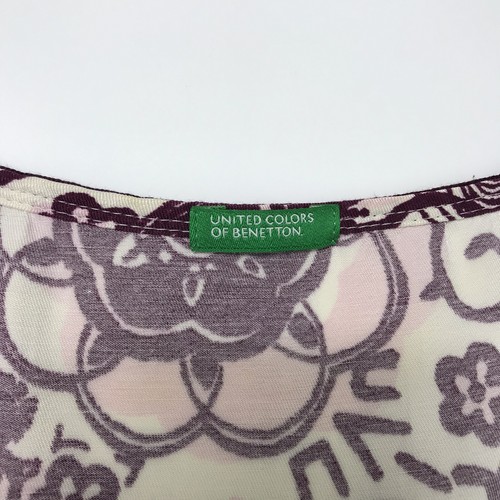 UNITED COLORS
OF BENETTON.